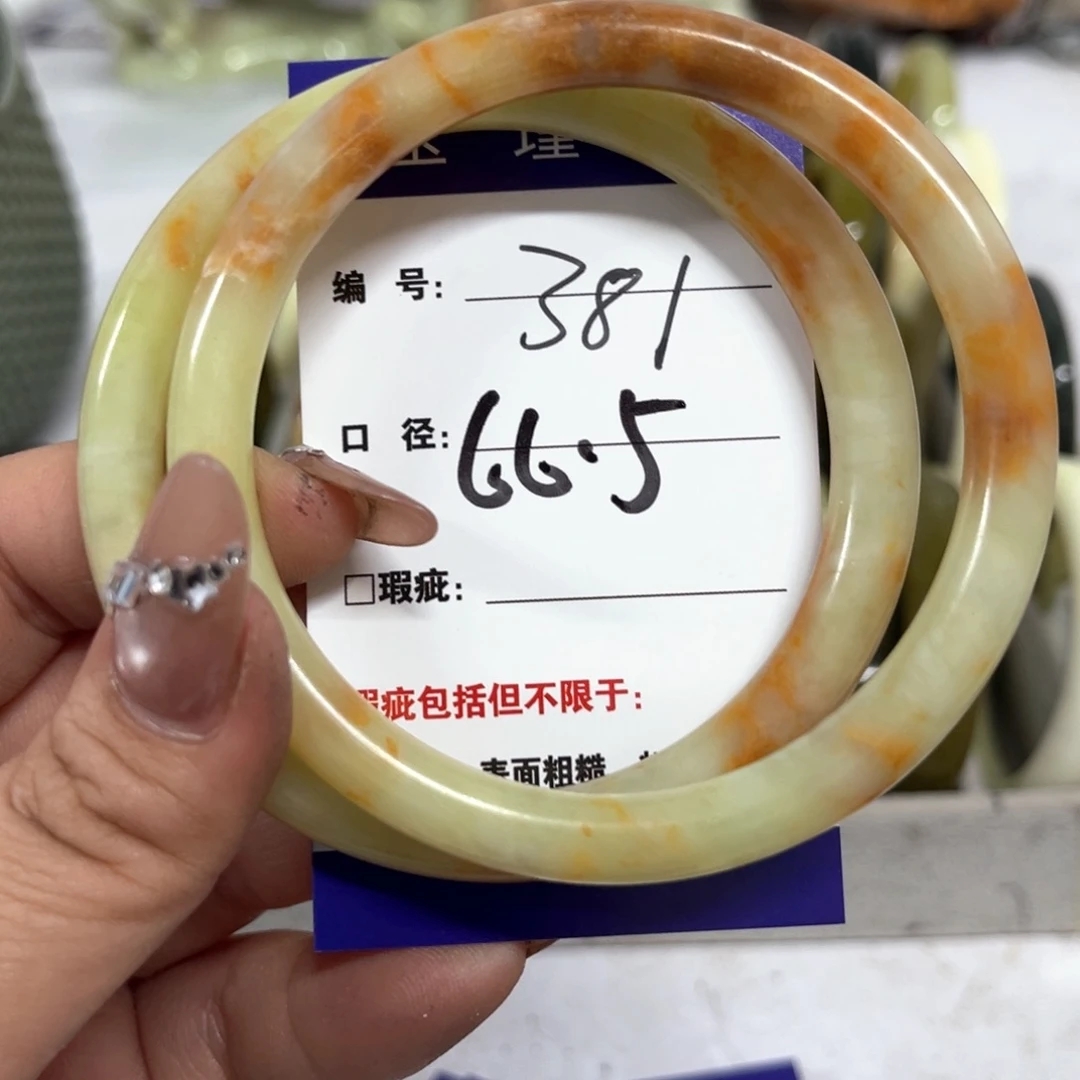 瑾
编 号: 381
口 径: 66.5
□瑕疵:
瑕疵包括但不限于:
表面粗糙